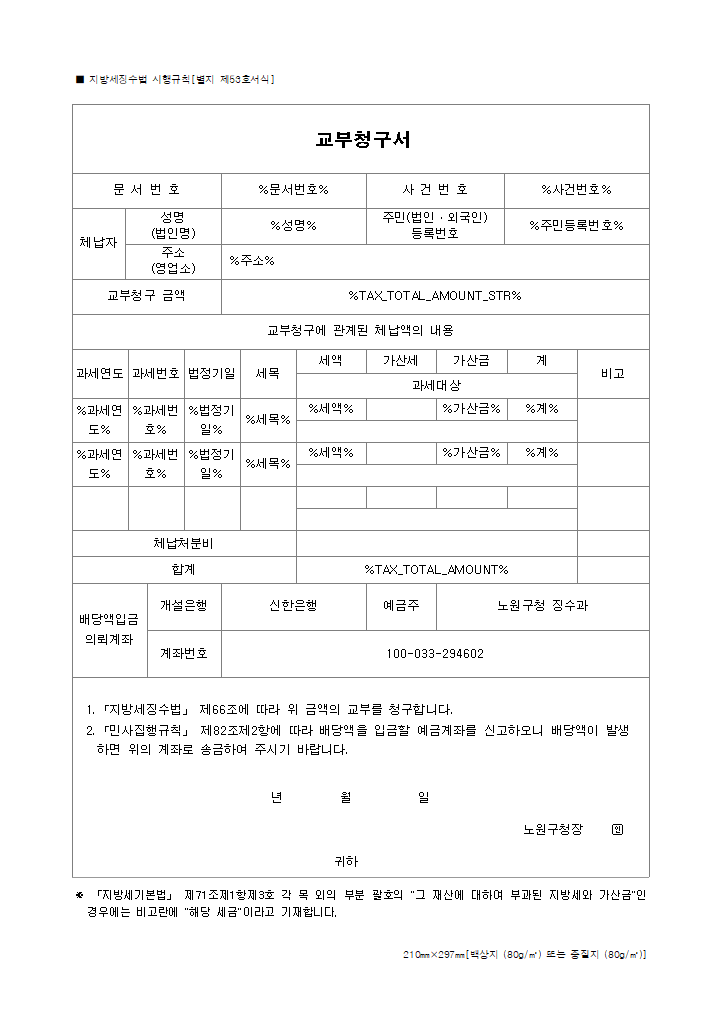 ■ 지방세징수법 시행규칙[별지 제53호서식]
교부청구서
문 서 번 호 %문서번호% 사 건 번 호 %사건번호%
체납자 성명 (법인명) %성명% 주민(법인·외국인) 등록번호 %주민등록번호%
주소 (영업소) %주소%
교부청구 금액 %TAX_TOTAL_AMOUNT_STR%
교부청구에 관계된 체납액의 내용
과세연도 과세번호 법정기일 세목 세액 가산세 가산금 계 비고
과세대상
%과세연도% %과세번호% %법정기일% %세목% %세액% %가산금% %계%
%과세연도% %과세번호% %법정기일% %세목% %세액% %가산금% %계%
체납처분비
합계 %TAX_TOTAL_AMOUNT%
배당액입금 의뢰계좌 개설은행 신한은행 예금주 노원구청 징수과
계좌번호 100-033-294602
1. 「지방세징수법」 제66조에 따라 위 금액의 교부를 청구합니다.
2. 「민사집행규칙」 제82조제2항에 따라 배당액을 입금할 예금계좌를 신고하오니 배당액이 발생
하면 위의 계좌로 송금하여 주시기 바랍니다.
년 월 일
노원구청장 인
귀하
※ 「지방세기본법」 제71조제1항제3호 각 목 외의 부분 괄호의 "그 재산에 대하여 부과된 지방세와 가산금"인
경우에는 비고란에 "해당 세금"이라고 기재합니다.
210㎜×297㎜[백상지 (80g/㎡) 또는 중질지 (80g/㎡)]